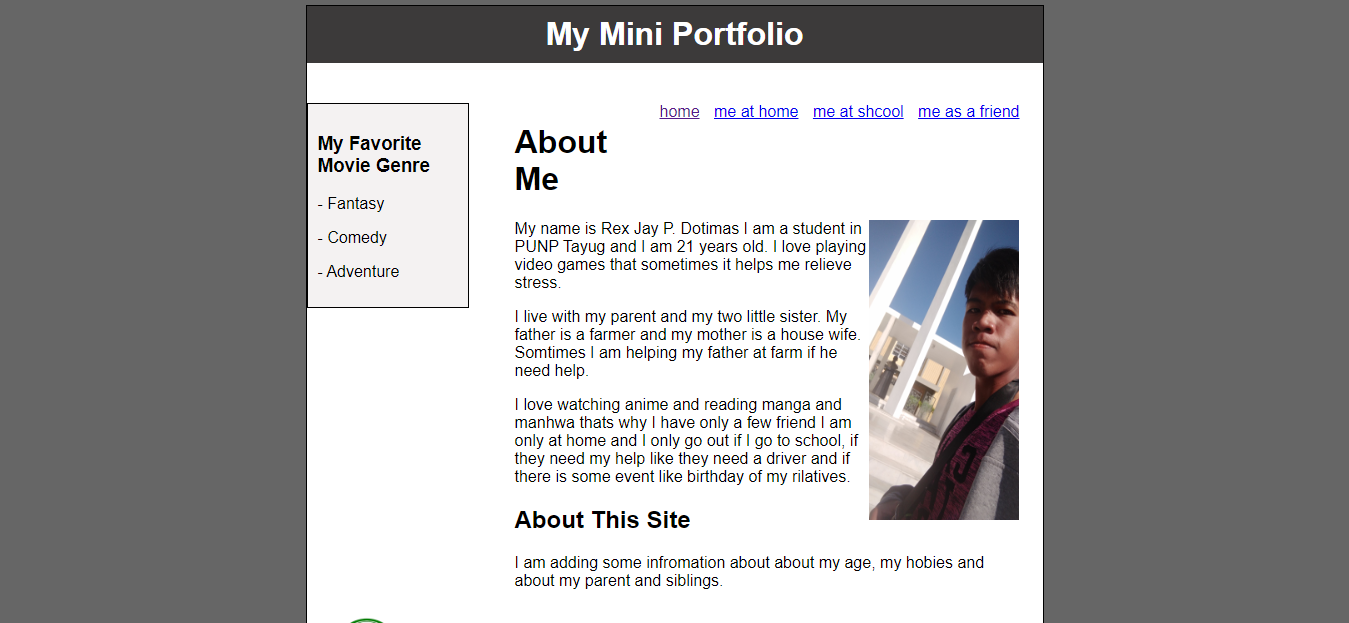 My Mini Portfolio
home me at home me at shcool me as a friend
My Favorite
Movie Genre
- Fantasy
- Comedy
- Adventure
About
Me
My name is Rex Jay P. Dotimas I am a student in
PUNP Tayug and I am 21 years old. I love playing
video games that sometimes it helps me relieve
stress.
I live with my parent and my two little sister. My
father is a farmer and my mother is a house wife.
Somtimes I am helping my father at farm if he
need help.
I love watching anime and reading manga and
manhwa thats why I have only a few friend I am
only at home and I only go out if I go to school, if
they need my help like they need a driver and if
there is some event like birthday of my rilatives.
About This Site
I am adding some infromation about about my age, my hobies and
about my parent and siblings.